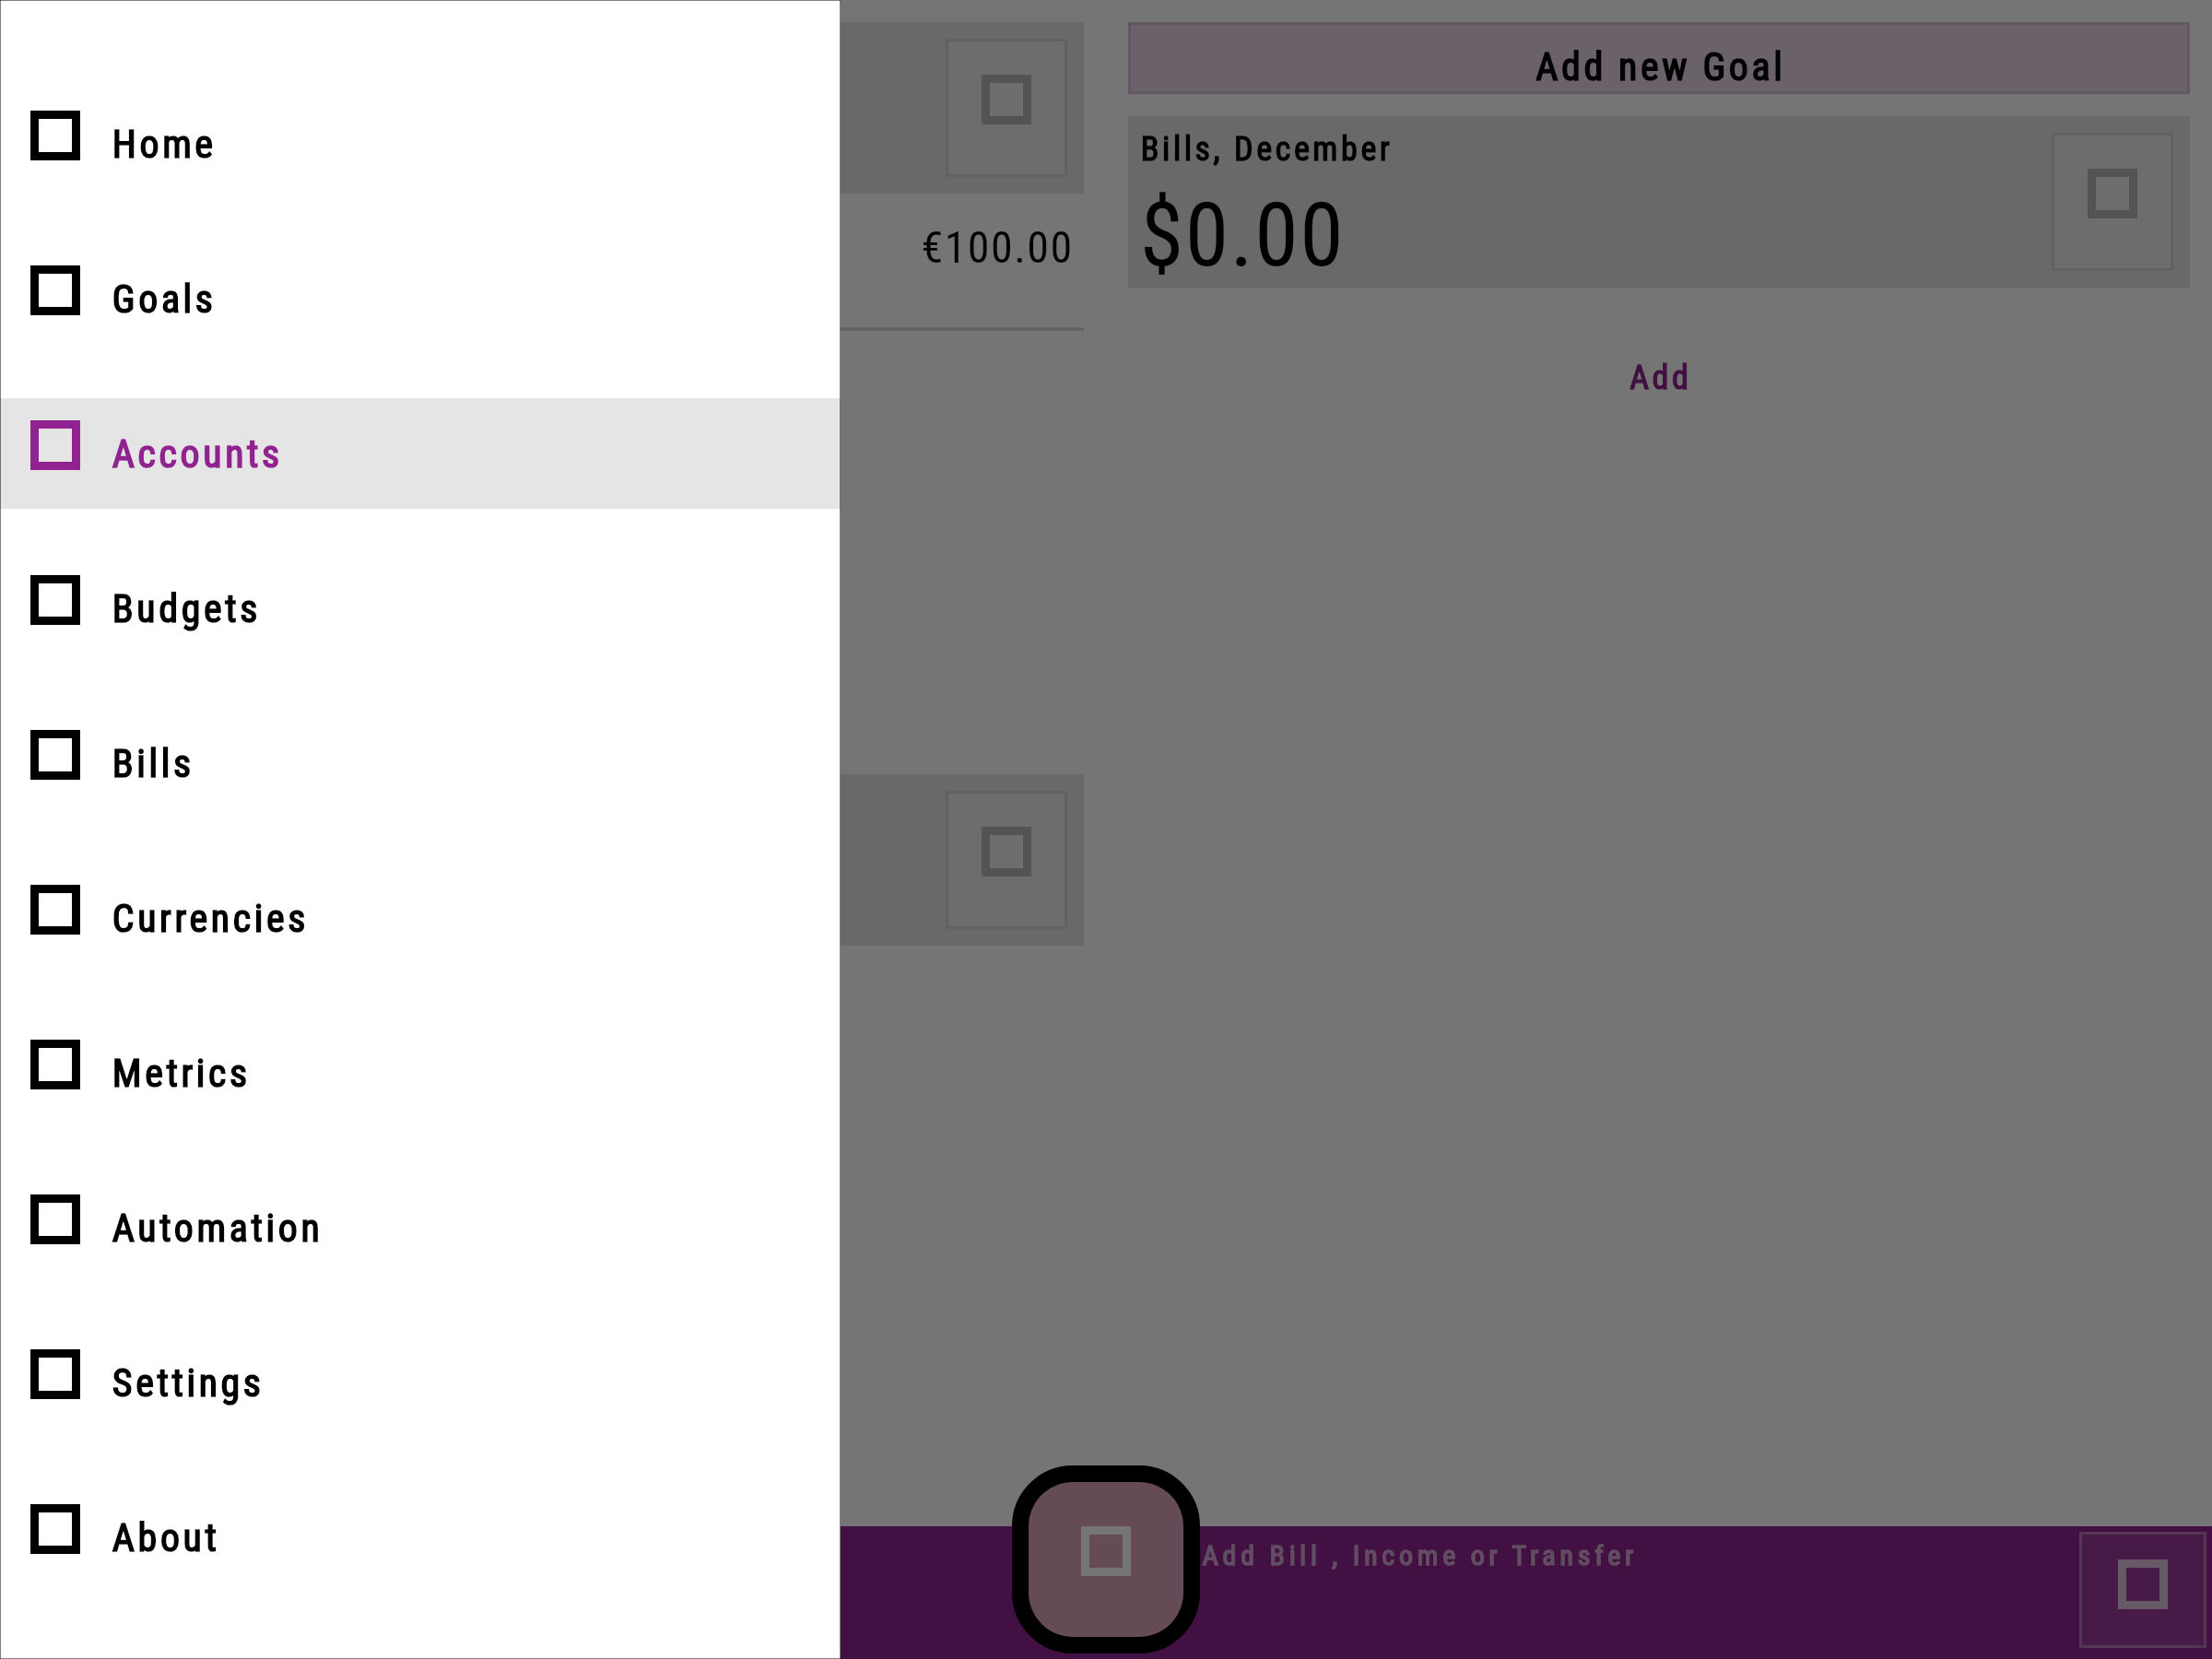 Home
Goals
Accounts
Budgets
Bills
Currencies
Metrics
Automation
Settings
About
€100.00
Add new Goal
Bills, December
$0.00
Add
Add Bill , Income or Transfer